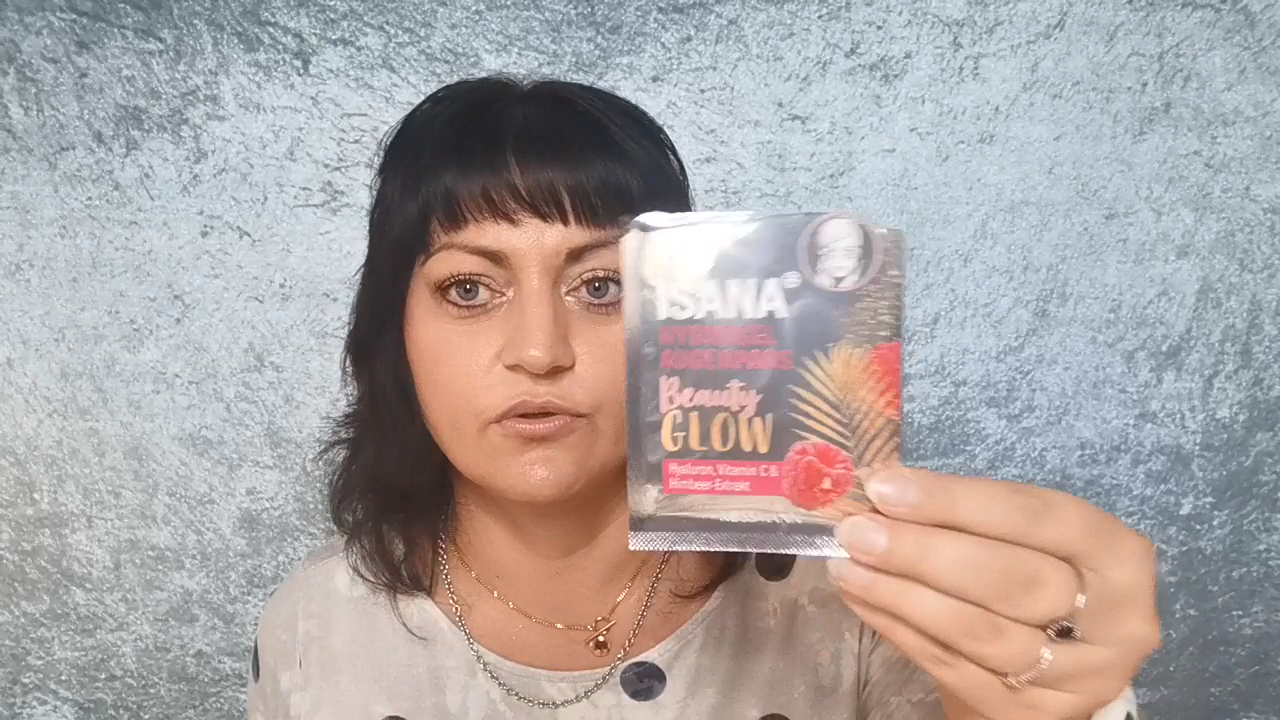 ISANA
HYDROGEL
AUGENPADS
Beauty
GLOW
Hyaluron, Vitamin C &
Himbeer-Extrakt